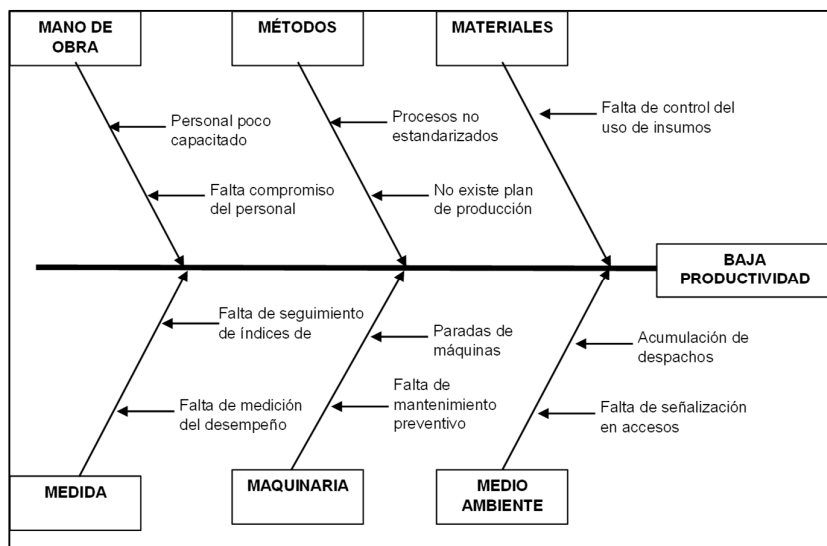 MANO DE
OBRA
MÉTODOS
MATERIALES
Personal poco
capacitado
Procesos no
estandarizados
Falta de control del
uso de insumos
Falta compromiso
del personal
No existe plan
de producción
BAJA
PRODUCTIVIDAD
Falta de seguimiento
de índices de
Paradas de
máquinas
Acumulación de
despachos
Falta de medición
del desempeño
Falta de
mantenimiento
preventivo
Falta de señalización
en accesos
MEDIDA
MAQUINARIA
MEDIO
AMBIENTE